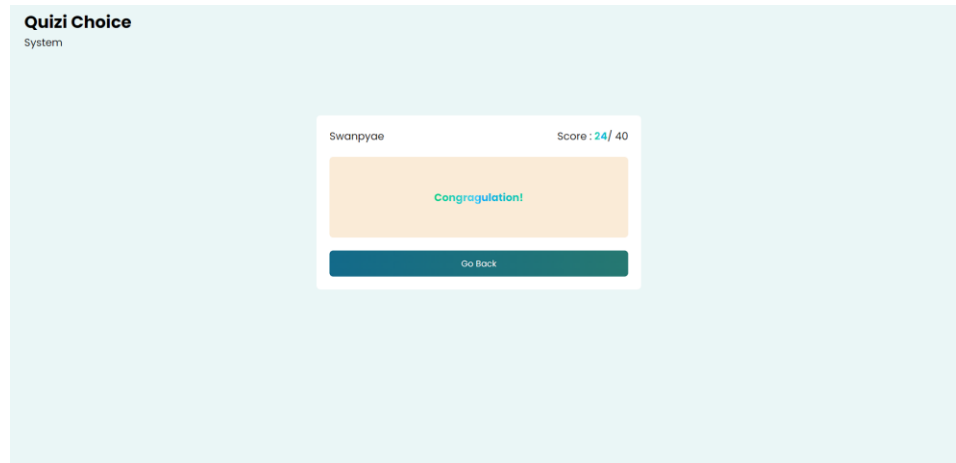 Quizi Choice
System
Swanpyae Score : 24/ 40
Congragulation!
Go Back